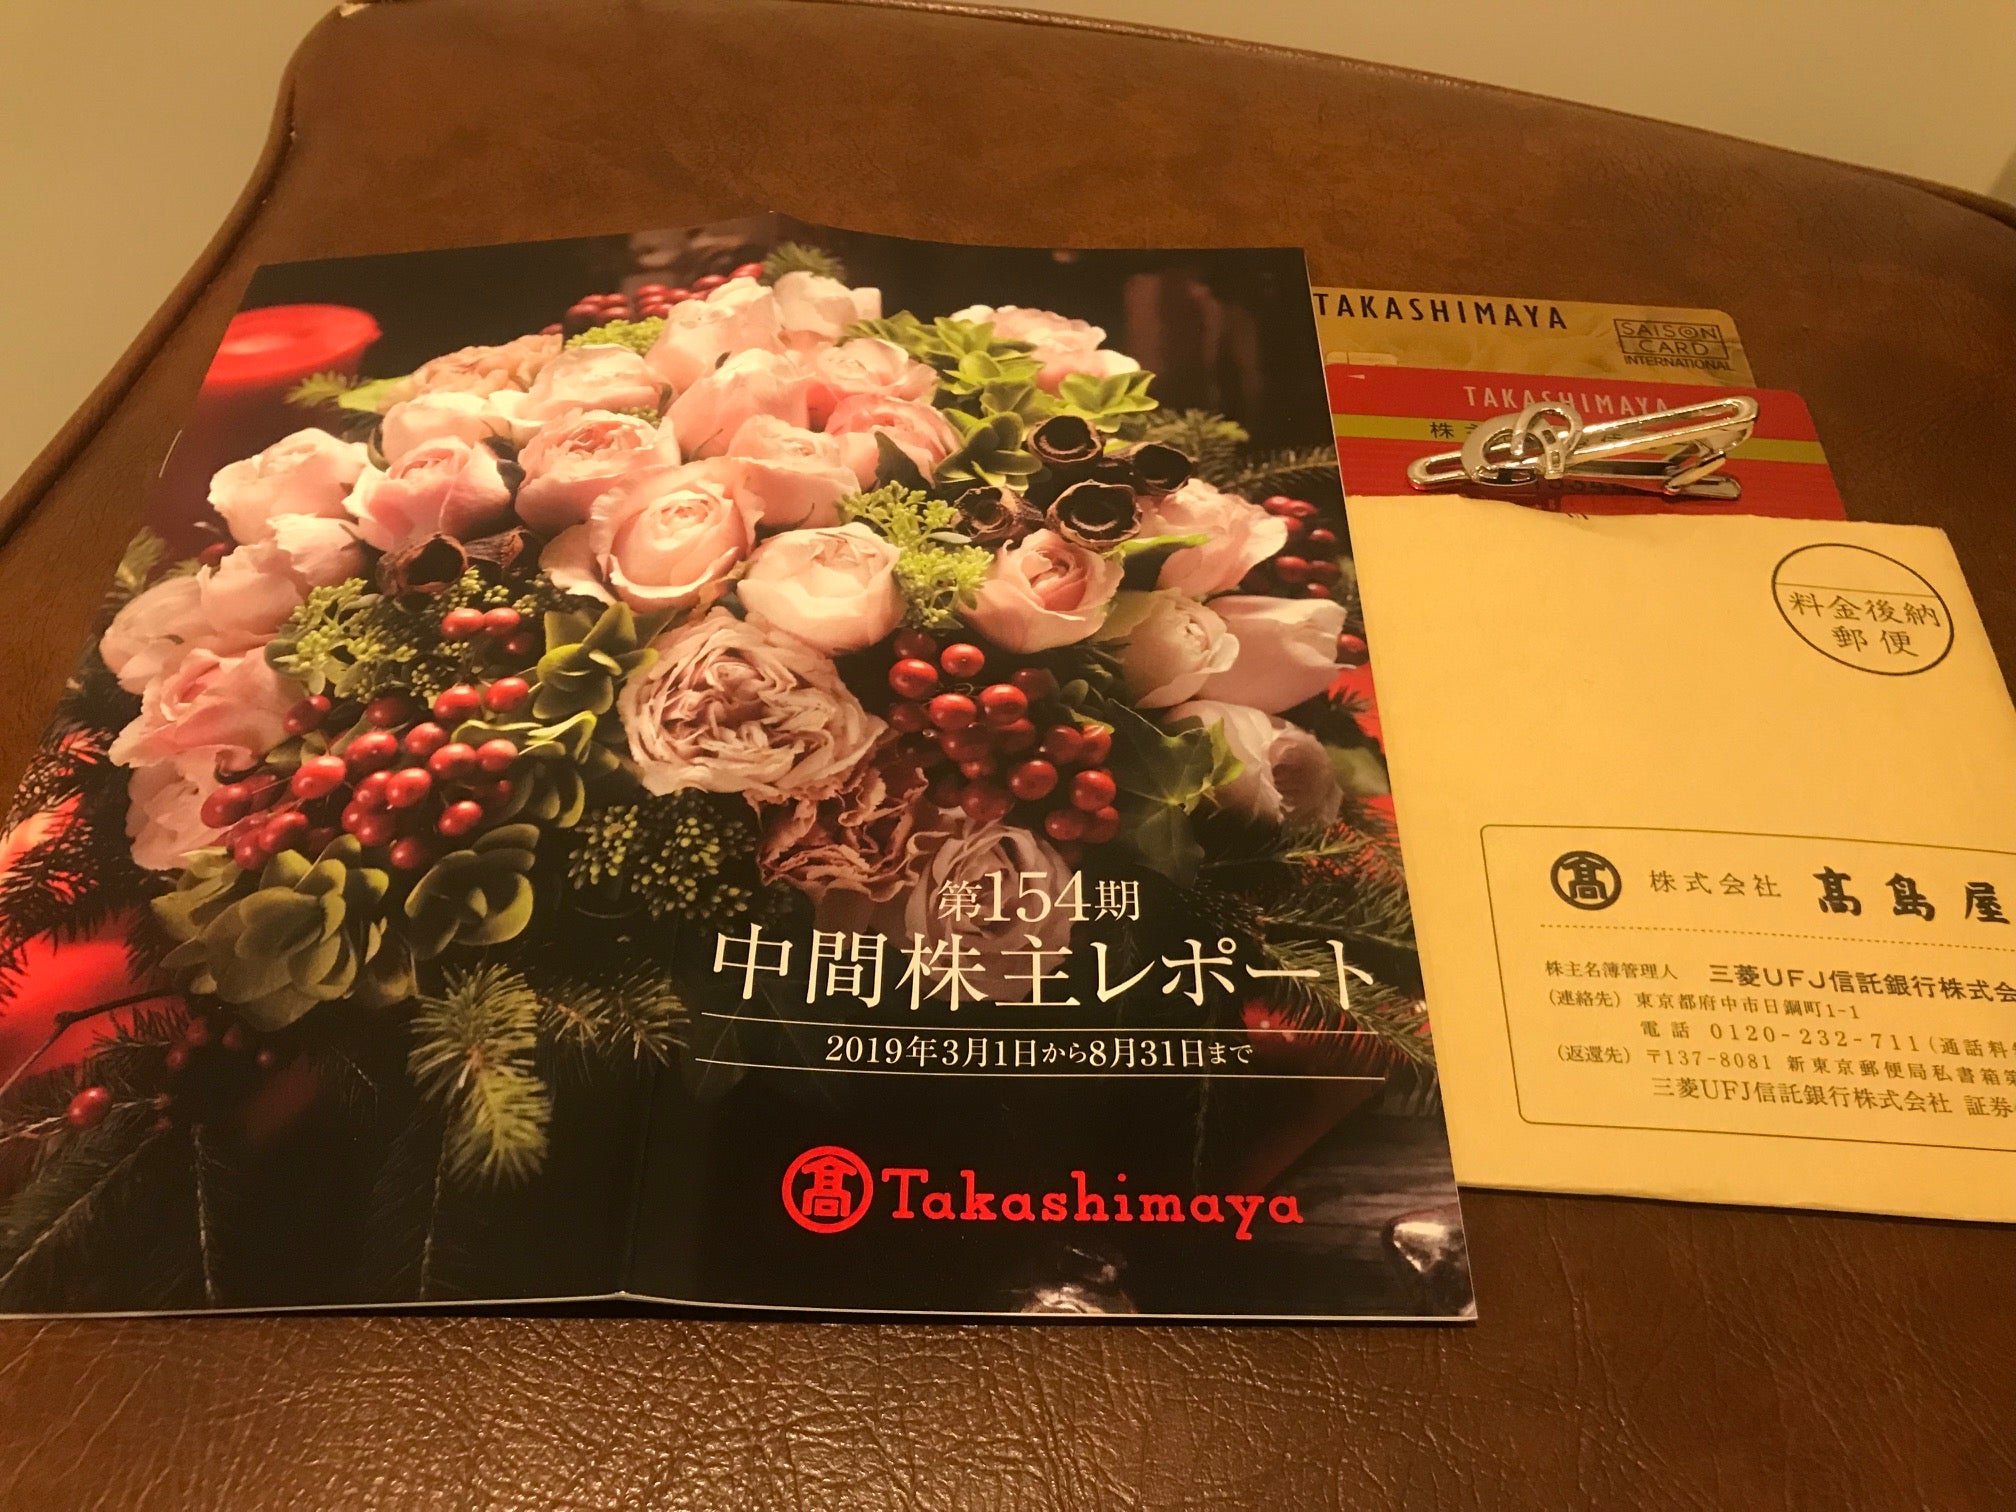 第154期
中間株主レポート
2019年3月1日から8月31日まで
髙 Takashimaya
TAKASHIMAYA
SAISON
CARD
INTERNATIONAL
TAKASHIMAYA
株
料金後納
郵便
髙 株式会社 髙島屋
株主名簿管理人 三菱UFJ信託銀行株式会
(連絡先) 東京都府中市日鋼町1-1
電話 0120-232-711(通話料
(返還先) 〒137-8081 新東京郵便局私書箱第
三菱UFJ信託銀行株式会社 証券